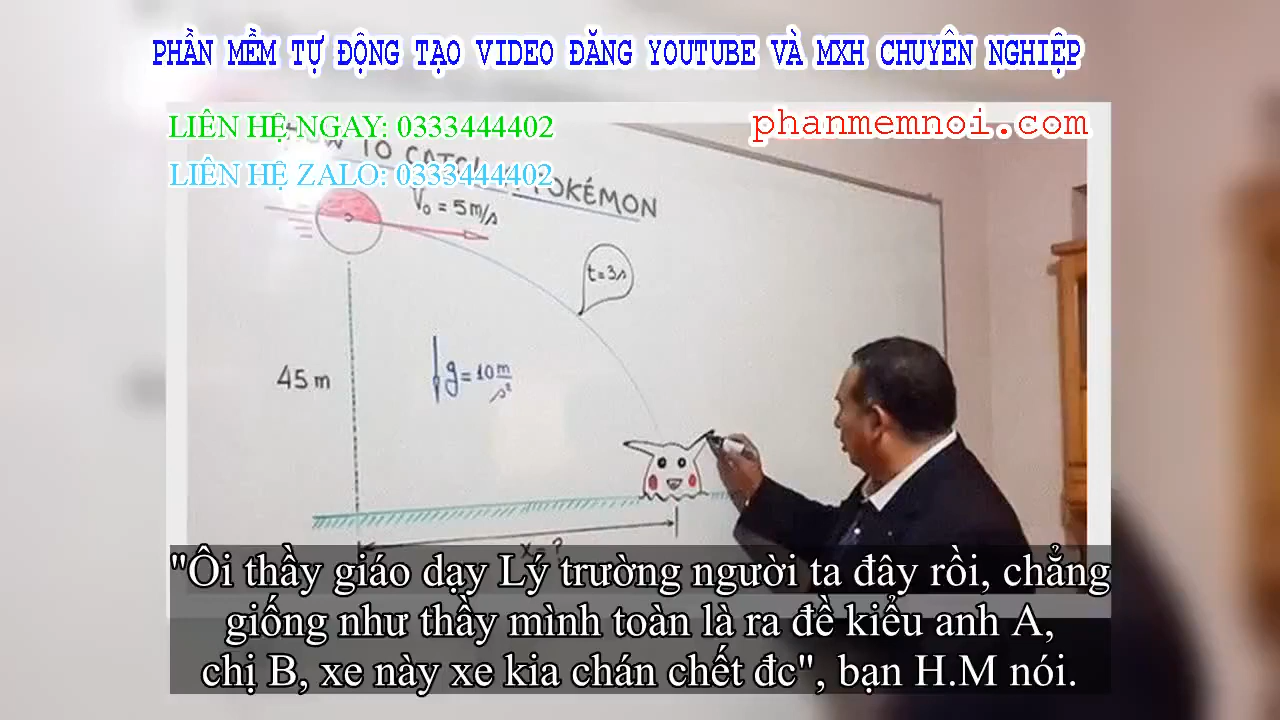 PHẦN MỀM TỰ ĐỘNG TẠO VIDEO ĐĂNG YOUTUBE VÀ MXH CHUYÊN NGHIỆP
LIÊN HỆ NGAY: 0333444402
phanmemnoi.com
LIÊN HỆ ZALO: 0333444402
TO CATCH POKÉMON
V₀ = 5m/s
t=3s
45 m
g = 10 m/s²
x = ?
"Ôi thầy giáo dạy Lý trường người ta đây rồi, chẳng
giống như thầy mình toàn là ra đề kiểu anh A,
chị B, xe này xe kia chán chết đc", bạn H.M nói.